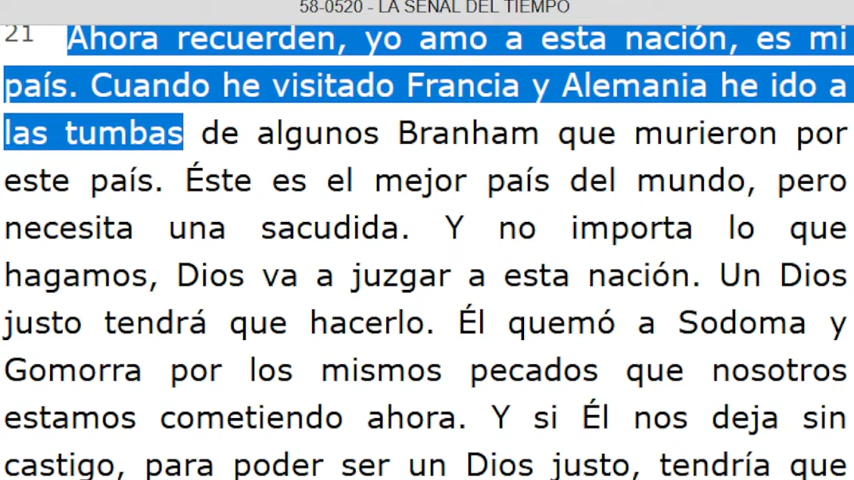 58-0520 - LA SEÑAL DEL TIEMPO
21 Ahora recuerden, yo amo a esta nación, es mi
país. Cuando he visitado Francia y Alemania he ido a
las tumbas de algunos Branham que murieron por
este país. Éste es el mejor país del mundo, pero
necesita una sacudida. Y no importa lo que
hagamos, Dios va a juzgar a esta nación. Un Dios
justo tendrá que hacerlo. Él quemó a Sodoma y
Gomorra por los mismos pecados que nosotros
estamos cometiendo ahora. Y si Él nos deja sin
castigo, para poder ser un Dios justo, tendría que